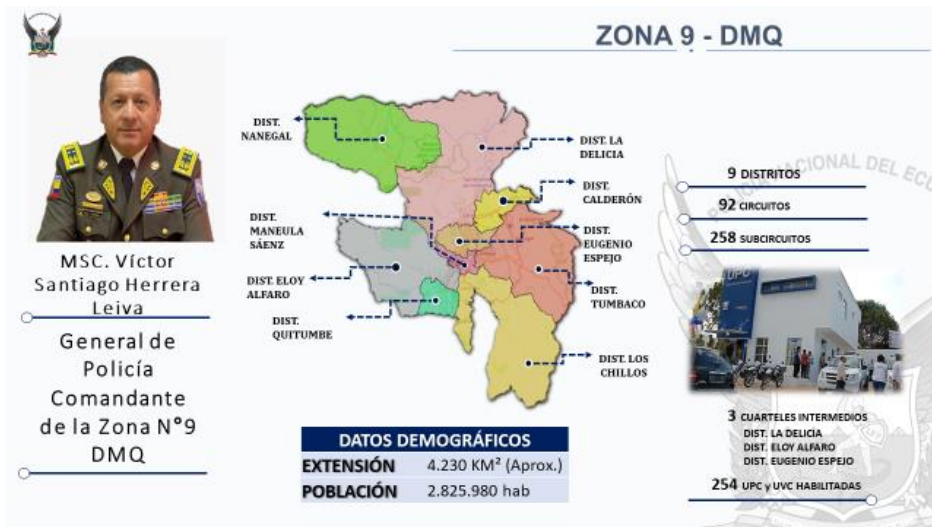 ZONA 9 - DMQ
MSC. Víctor
Santiago Herrera
Leiva
General de
Policía
Comandante
de la Zona N°9
DMQ
DIST.
NANEGAL
DIST. LA
DELICIA
DIST.
CALDERÓN
DIST.
MANEULA
SÁENZ
DIST.
EUGENIO
ESPEJO
DIST. ELOY
ALFARO
DIST.
TUMBACO
DIST.
QUITUMBE
DIST. LOS
CHILLOS
DATOS DEMOGRÁFICOS
EXTENSIÓN 4.230 KM² (Aprox.)
POBLACIÓN 2.825.980 hab
9 DISTRITOS
92 CIRCUITOS
258 SUBCIRCUITOS
UPC
3 CUARTELES INTERMEDIOS
DIST. LA DELICIA
DIST. ELOY ALFARO
DIST. EUGENIO ESPEJO
254 UPC y UVC HABILITADAS